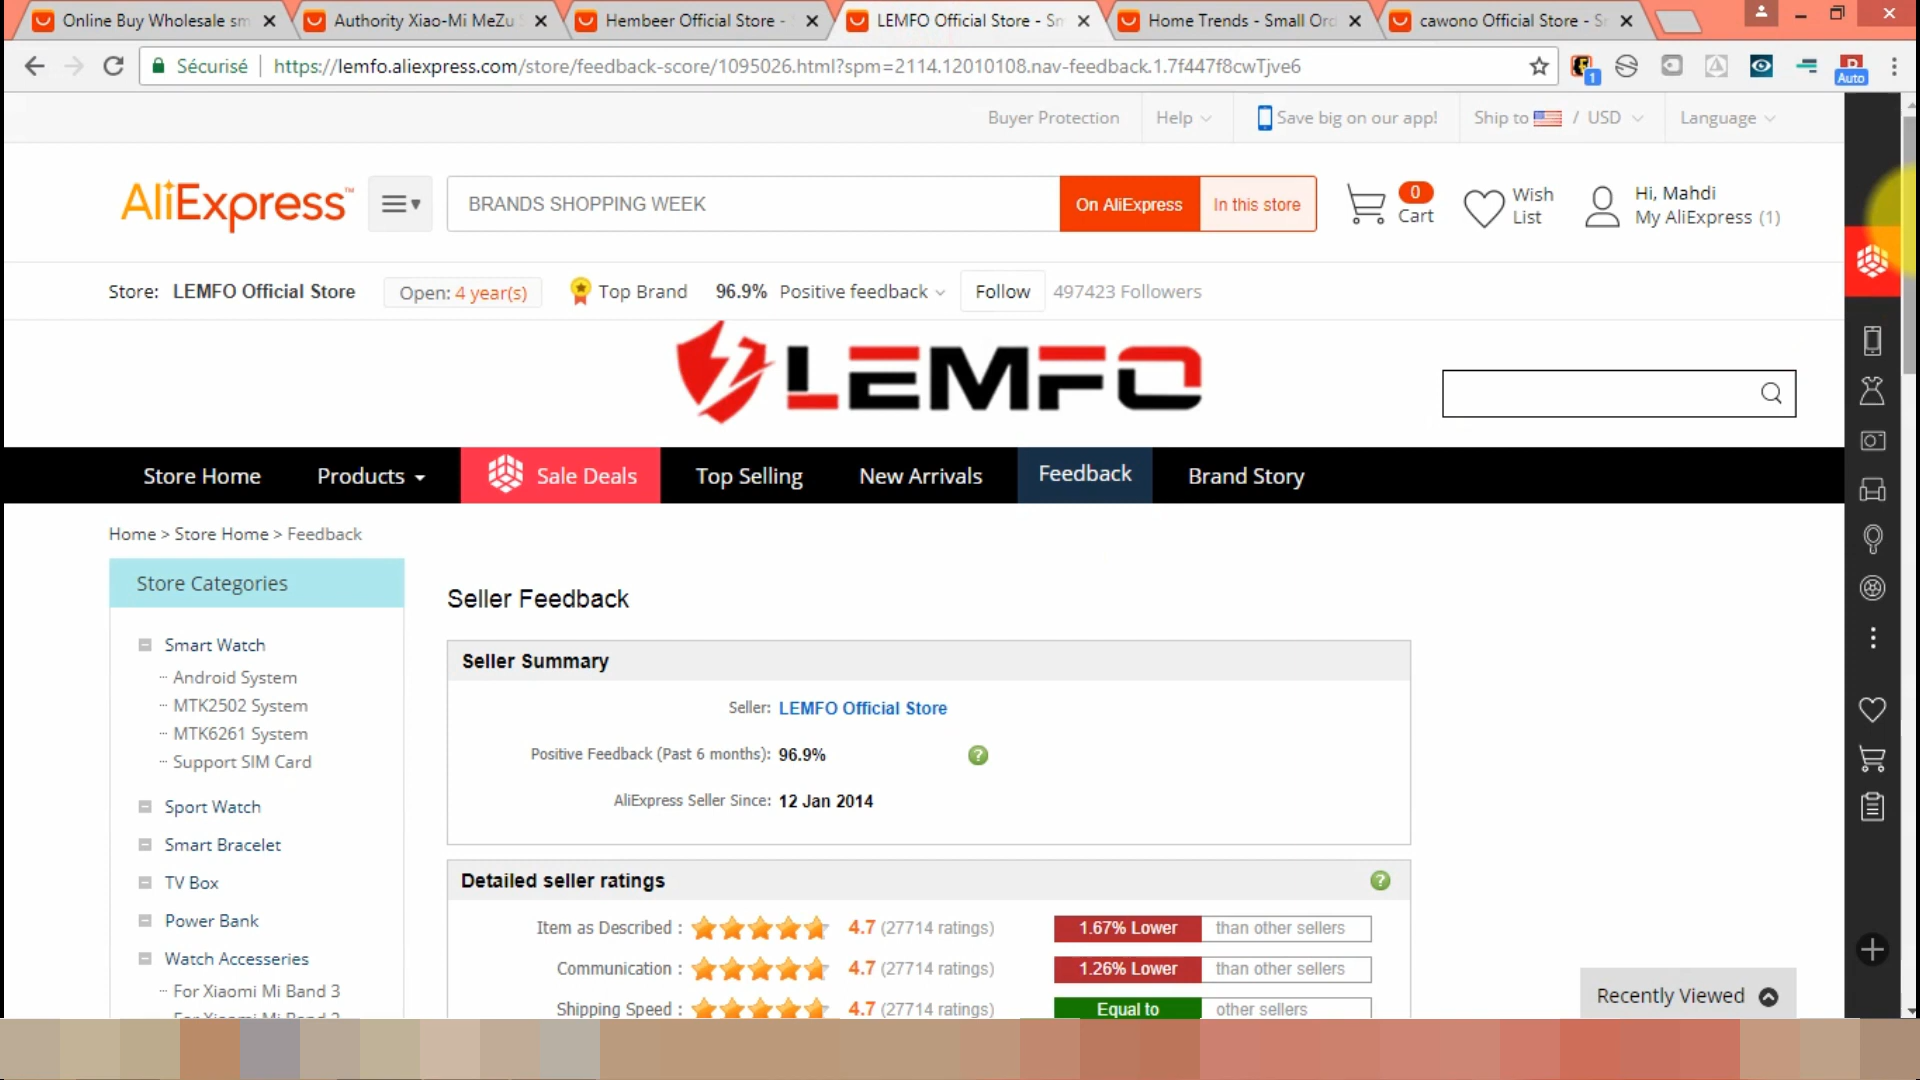 Online Buy Wholesale sm
Authority Xiao-Mi MeZu
Hembeer Official Store -
LEMFO Official Store - Sm
Home Trends - Small Ord
cawono Official Store - S
Sécurisé
https://lemfo.aliexpress.com/store/feedback-score/1095026.html?spm=2114.12010108.nav-feedback.1.7f447f8cwTjve6
1
Auto
Buyer Protection
Help
Save big on our app!
Ship to / USD
Language
AliExpress™
BRANDS SHOPPING WEEK
On AliExpress
In this store
0
Cart
Wish
List
Hi, Mahdi
My AliExpress (1)
Store: LEMFO Official Store
Open: 4 year(s)
Top Brand
96.9% Positive feedback
Follow
497423 Followers
LEMFO
Store Home
Products
Sale Deals
Top Selling
New Arrivals
Feedback
Brand Story
Home > Store Home > Feedback
Store Categories
Smart Watch
Android System
MTK2502 System
MTK6261 System
Support SIM Card
Sport Watch
Smart Bracelet
TV Box
Power Bank
Watch Accesseries
For Xiaomi Mi Band 3
For Xiaomi Mi Band 2
Seller Feedback
Seller Summary
Seller: LEMFO Official Store
Positive Feedback (Past 6 months): 96.9%
?
AliExpress Seller Since: 12 Jan 2014
Detailed seller ratings
?
Item as Described : 4.7 (27714 ratings) 1.67% Lower than other sellers
Communication : 4.7 (27714 ratings) 1.26% Lower than other sellers
Shipping Speed : 4.7 (27714 ratings) Equal to other sellers
Recently Viewed